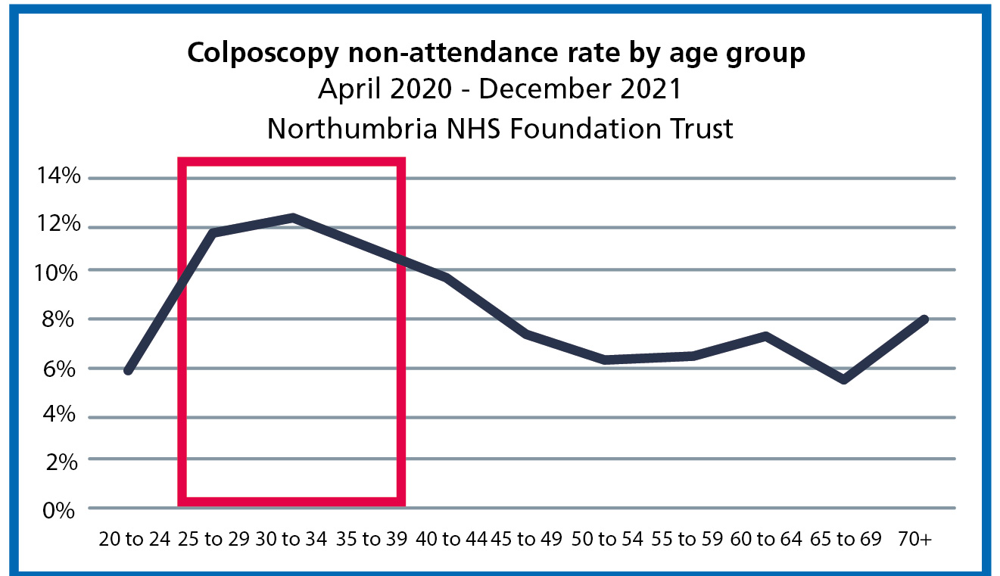 Colposcopy non-attendance rate by age group
April 2020 - December 2021
Northumbria NHS Foundation Trust
14%
12%
10%
8%
6%
4%
2%
0%
20 to 24 25 to 29 30 to 34 35 to 39 40 to 44 45 to 49 50 to 54 55 to 59 60 to 64 65 to 69 70+